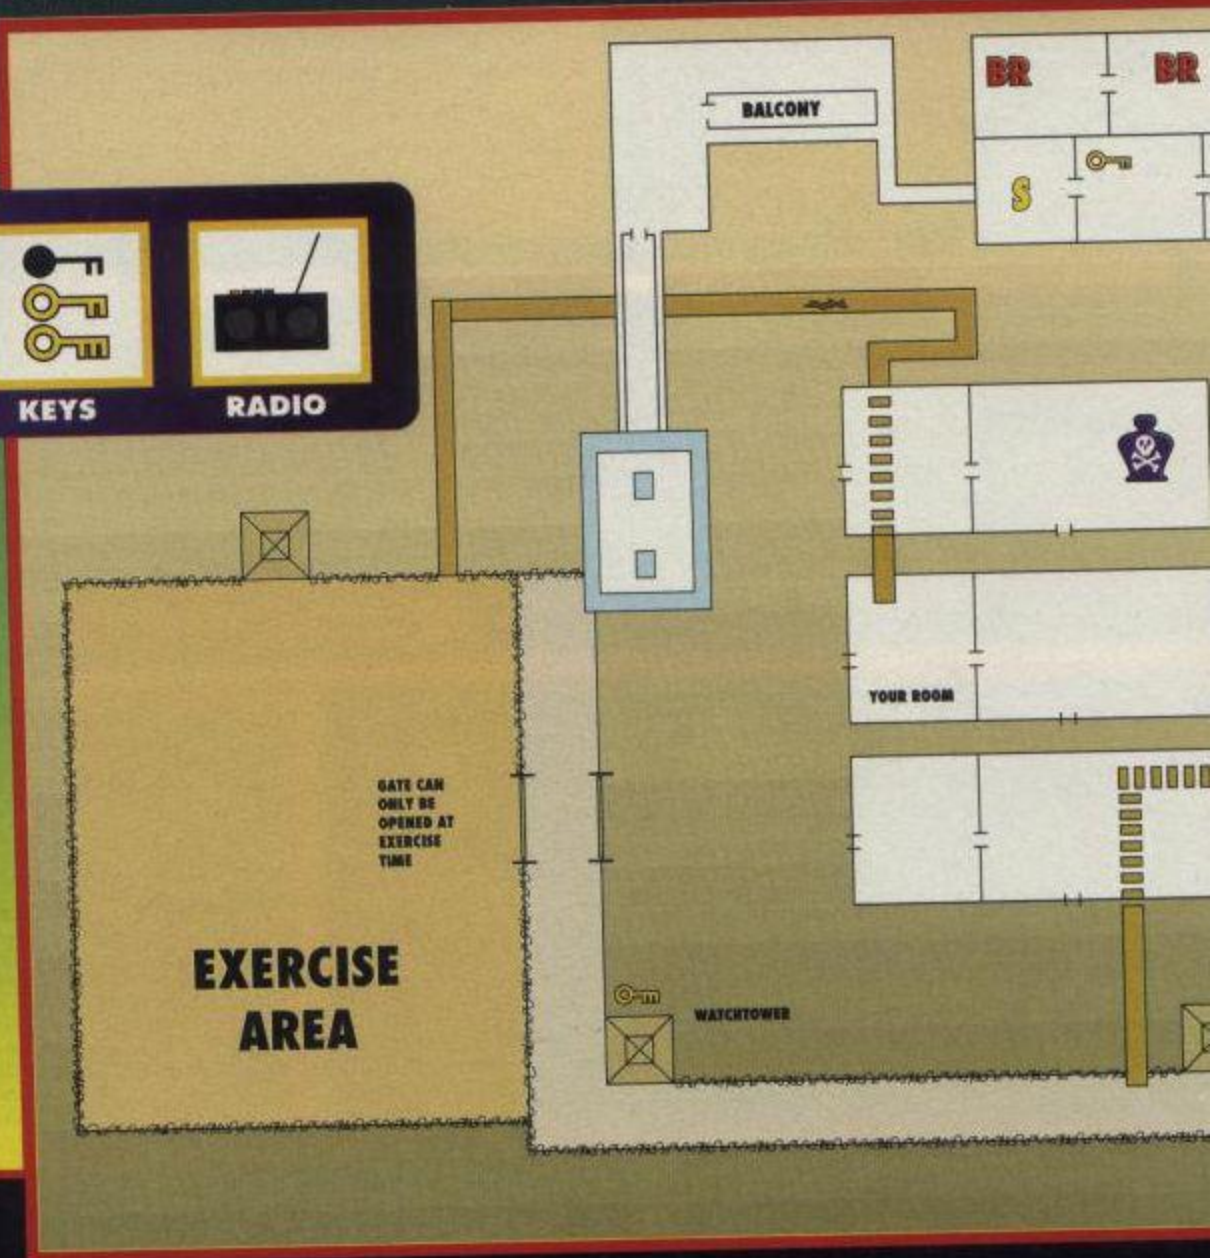 BR
BR
BALCONY
S
KEYS
RADIO
YOUR ROOM
GATE CAN
ONLY BE
OPENED AT
EXERCISE
TIME
EXERCISE
AREA
WATCHTOWER